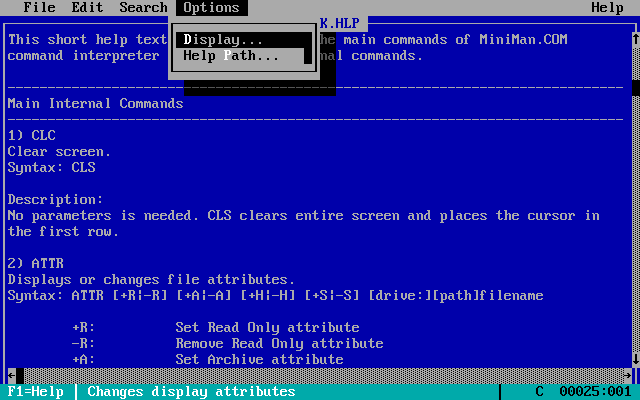 File Edit Search Options Help
K.HLP
This short help text he main commands of MiniMan.COM
Display...
command interpreter nal commands.
Help Path...
Main Internal Commands
1) CLC
Clear screen.
Syntax: CLS
Description:
No parameters is needed. CLS clears entire screen and places the cursor in
the first row.
2) ATTR
Displays or changes file attributes.
Syntax: ATTR [+R¦-R] [+A¦-A] [+H¦-H] [+S¦-S] [drive:][path]filename
+R: Set Read Only attribute
-R: Remove Read Only attribute
+A: Set Archive attribute
F1=Help │ Changes display attributes C 00025:001